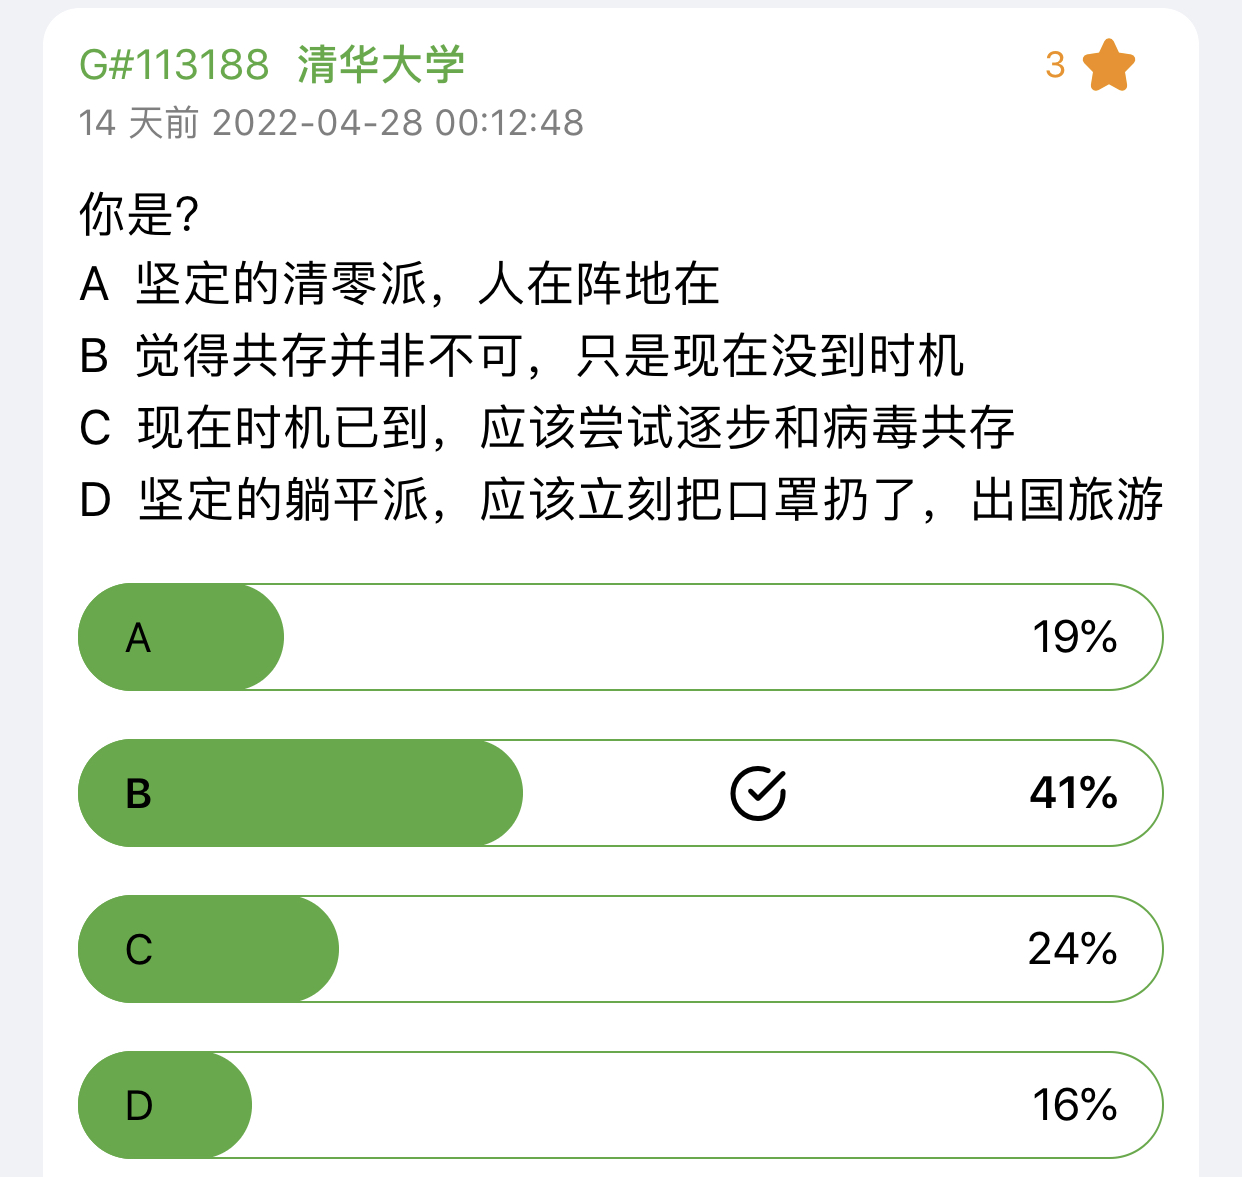 G#113188 清华大学 3
14 天前 2022-04-28 00:12:48
你是?
A 坚定的清零派，人在阵地在
B 觉得共存并非不可，只是现在没到时机
C 现在时机已到，应该尝试逐步和病毒共存
D 坚定的躺平派，应该立刻把口罩扔了，出国旅游
A 19%
B 41%
C 24%
D 16%